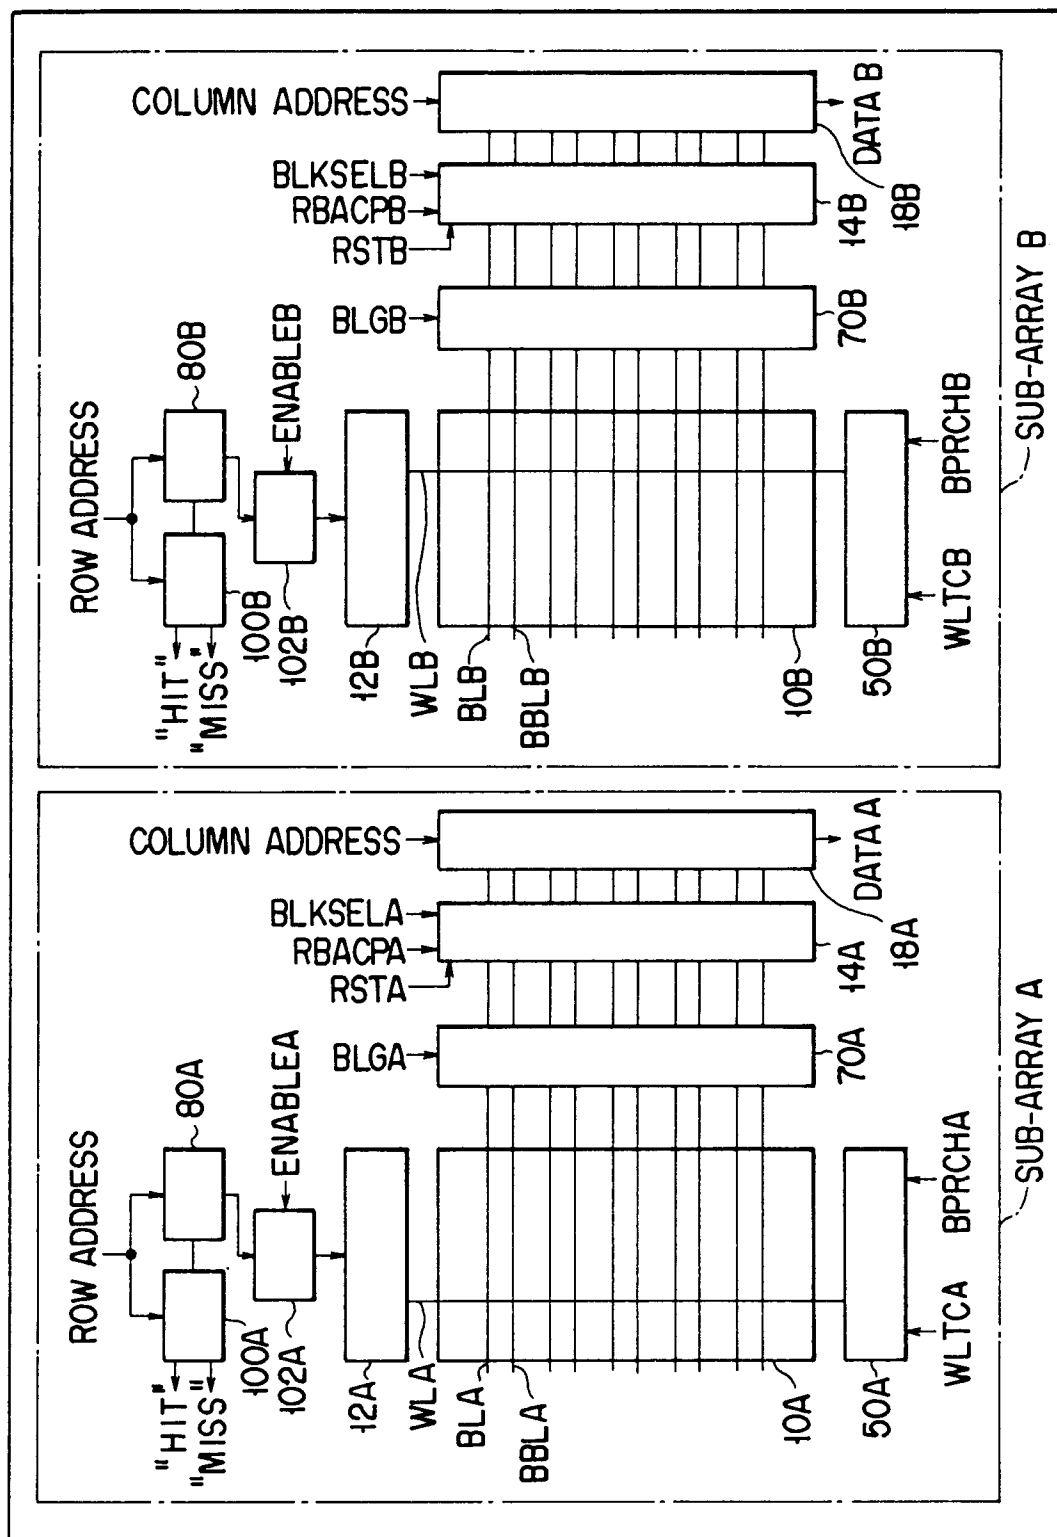 ROW ADDRESS
"HIT"
"MISS"
100A
80A
102A
ENABLEA
12A
WLA
BLA
BBLA
10A
50A
WLTCA
BPRCHA
BLGA
70A
RSTA
RBACPA
BLKSELA
14A
COLUMN ADDRESS
18A
DATA A
SUB-ARRAY A
ROW ADDRESS
"HIT"
"MISS"
100B
80B
102B
ENABLEB
12B
WLB
BLB
BBLB
10B
50B
WLTCB
BPRCHB
BLGB
70B
RSTB
RBACPB
BLKSELB
14B
COLUMN ADDRESS
18B
DATA B
SUB-ARRAY B